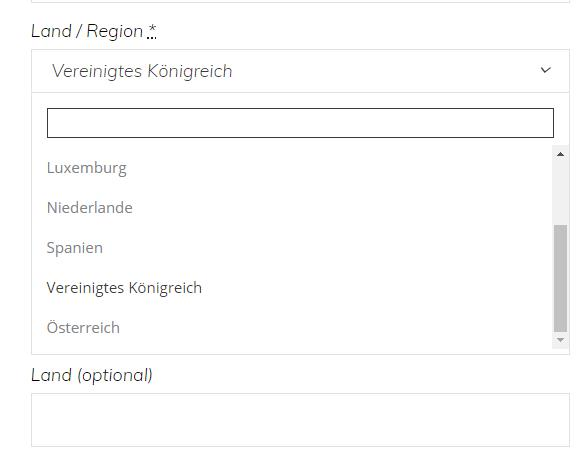 Land / Region *
Vereinigtes Königreich
Luxemburg
Niederlande
Spanien
Vereinigtes Königreich
Österreich
Land (optional)